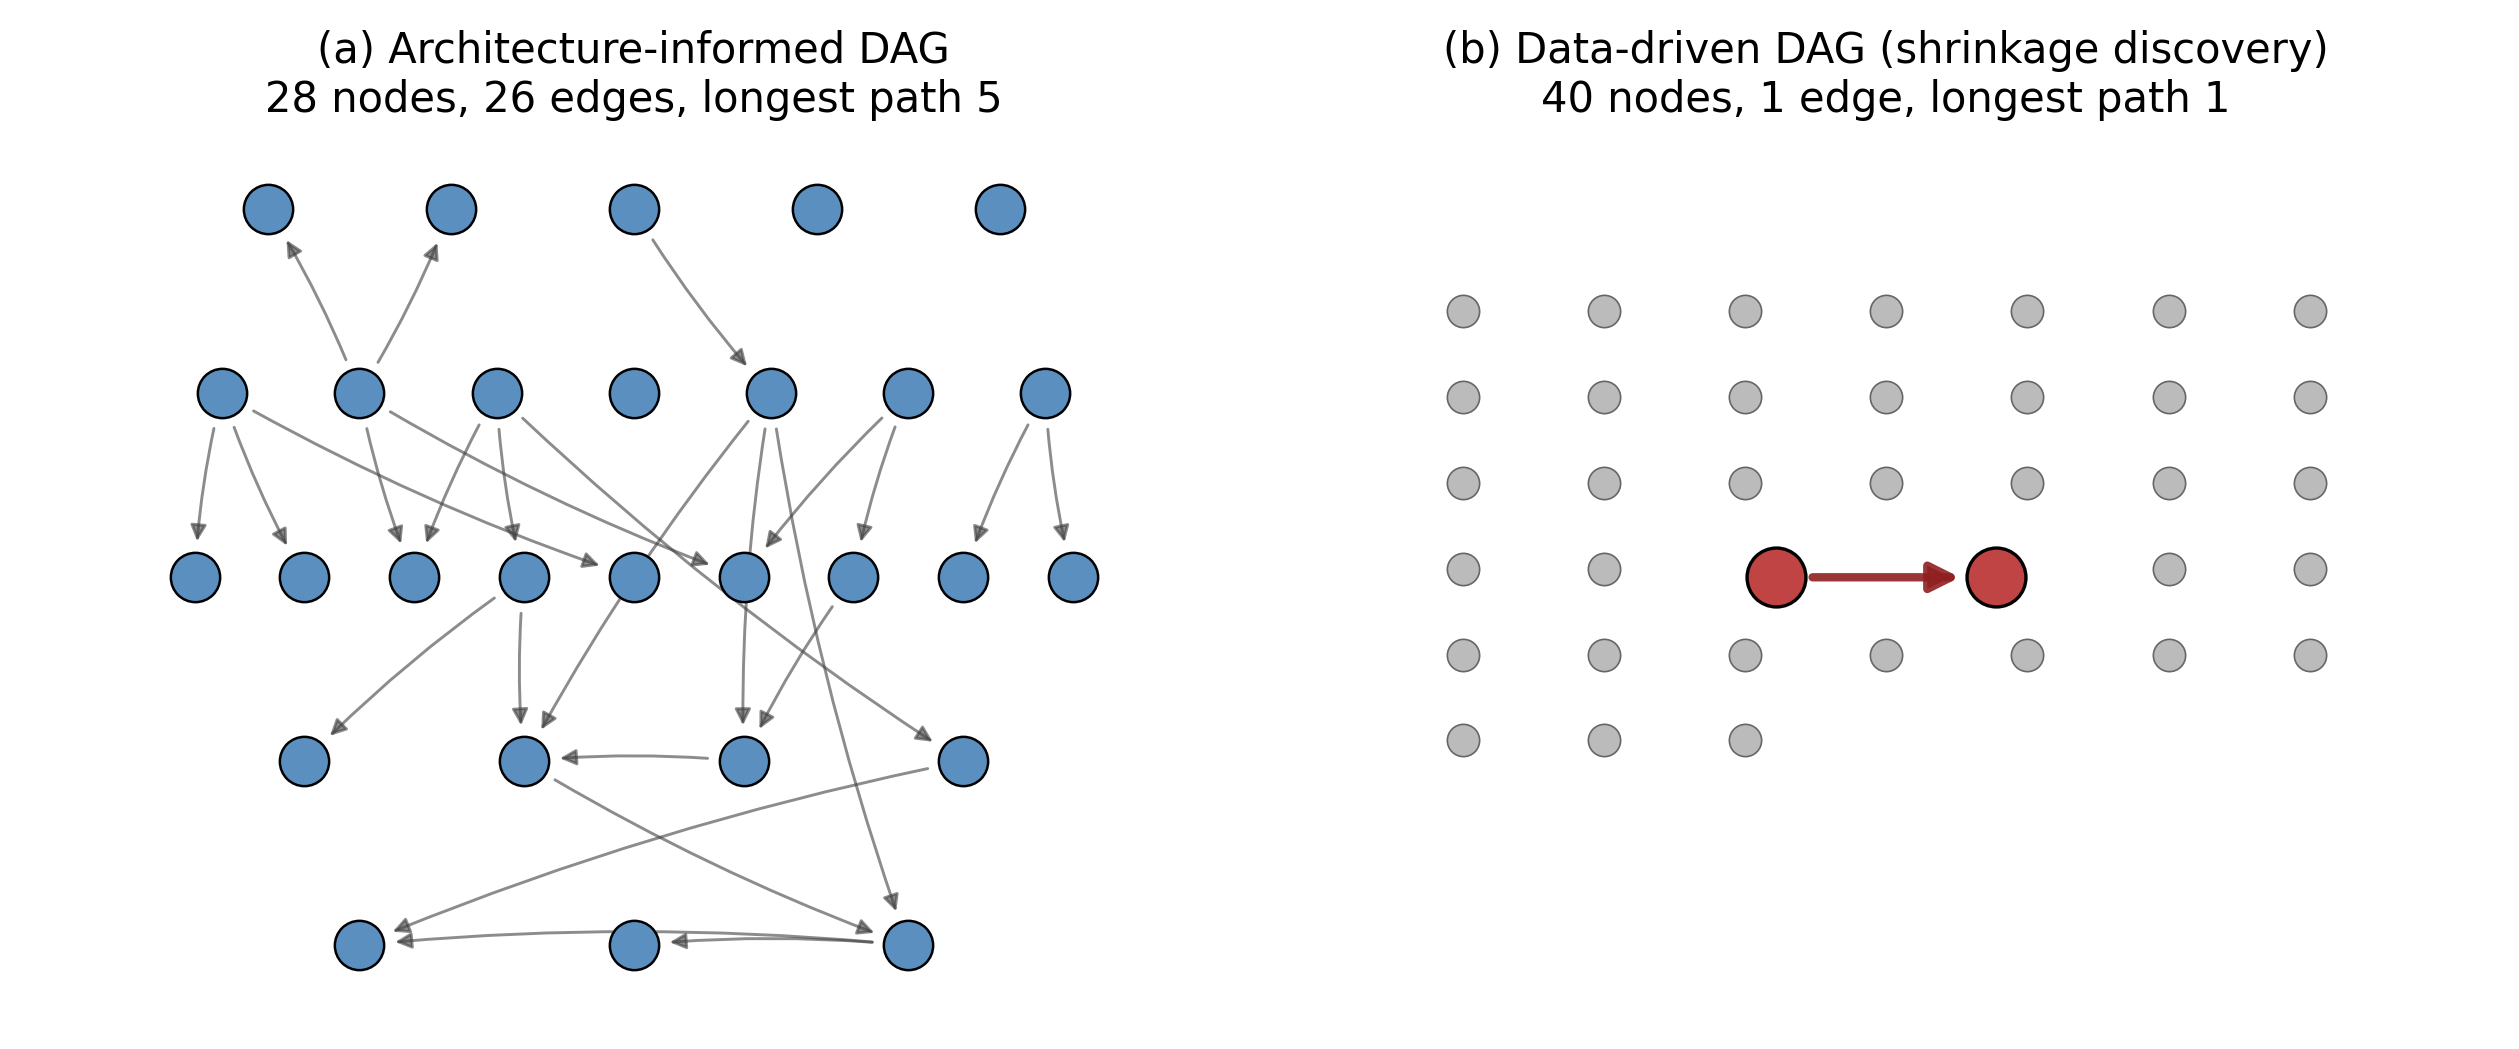 (a) Architecture-informed DAG
28 nodes, 26 edges, longest path 5
(b) Data-driven DAG (shrinkage discovery)
40 nodes, 1 edge, longest path 1